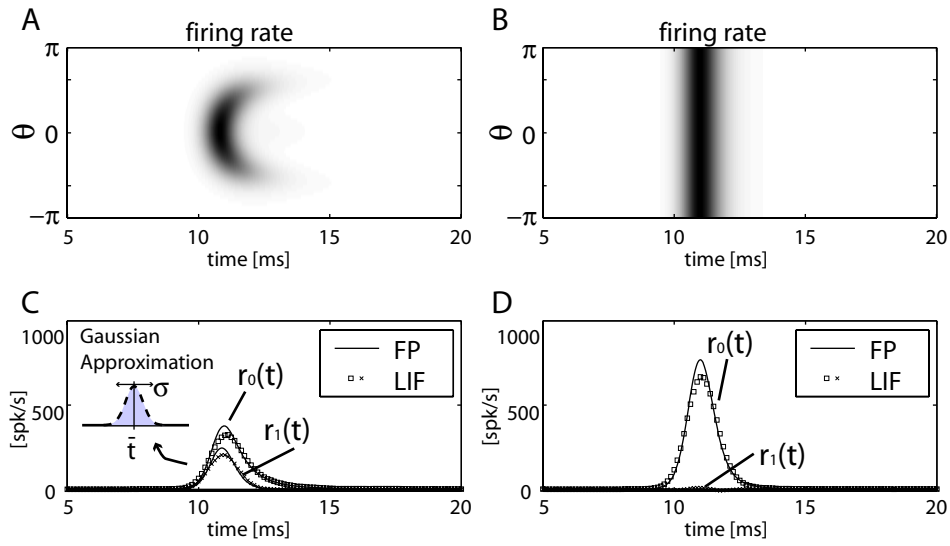 A
firing rate
π
θ
0
−π
5
10
15
20
time [ms]
B
firing rate
π
θ
0
−π
5
10
15
20
time [ms]
C
1000
500
0
[spk/s]
Gaussian
Approximation
σ
t̄
r₀(t)
r₁(t)
FP
LIF
5
10
15
20
time [ms]
D
1000
500
0
[spk/s]
r₀(t)
r₁(t)
FP
LIF
5
10
15
20
time [ms]